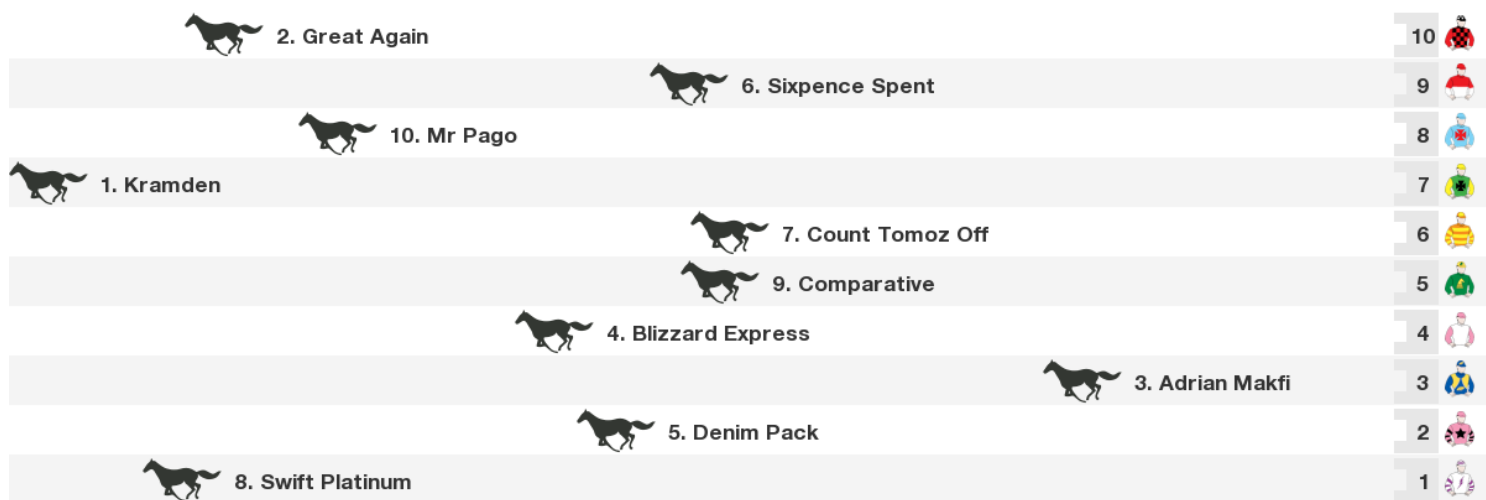 2. Great Again 10
6. Sixpence Spent 9
10. Mr Pago 8
1. Kramden 7
7. Count Tomoz Off 6
9. Comparative 5
4. Blizzard Express 4
3. Adrian Makfi 3
5. Denim Pack 2
8. Swift Platinum 1